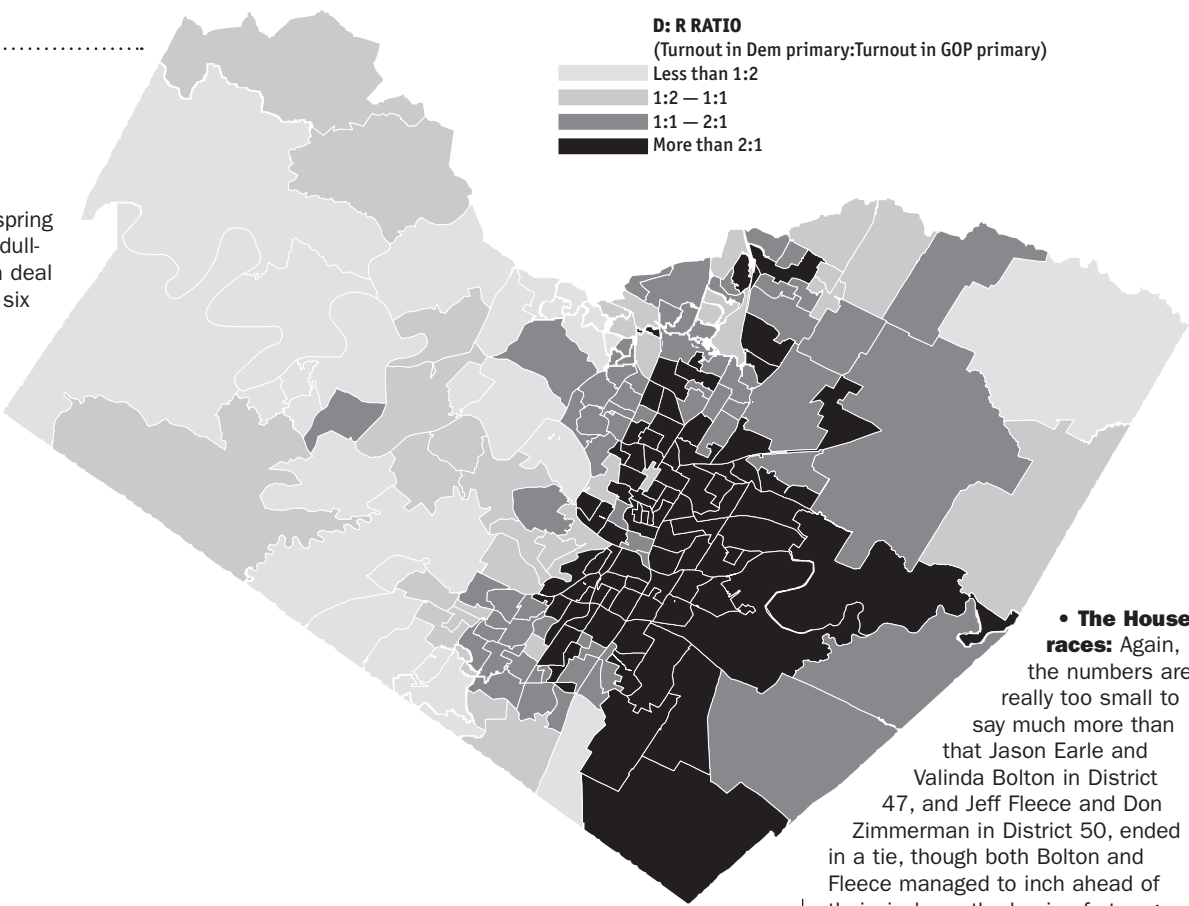 D: R RATIO
(Turnout in Dem primary:Turnout in GOP primary)
Less than 1:2
1:2 — 1:1
1:1 — 2:1
More than 2:1
spring
dull-
deal
six
• The House
races: Again,
the numbers are
really too small to
say much more than
that Jason Earle and
Valinda Bolton in District
47, and Jeff Fleece and Don
Zimmerman in District 50, ended
in a tie, though both Bolton and
Fleece managed to inch ahead of